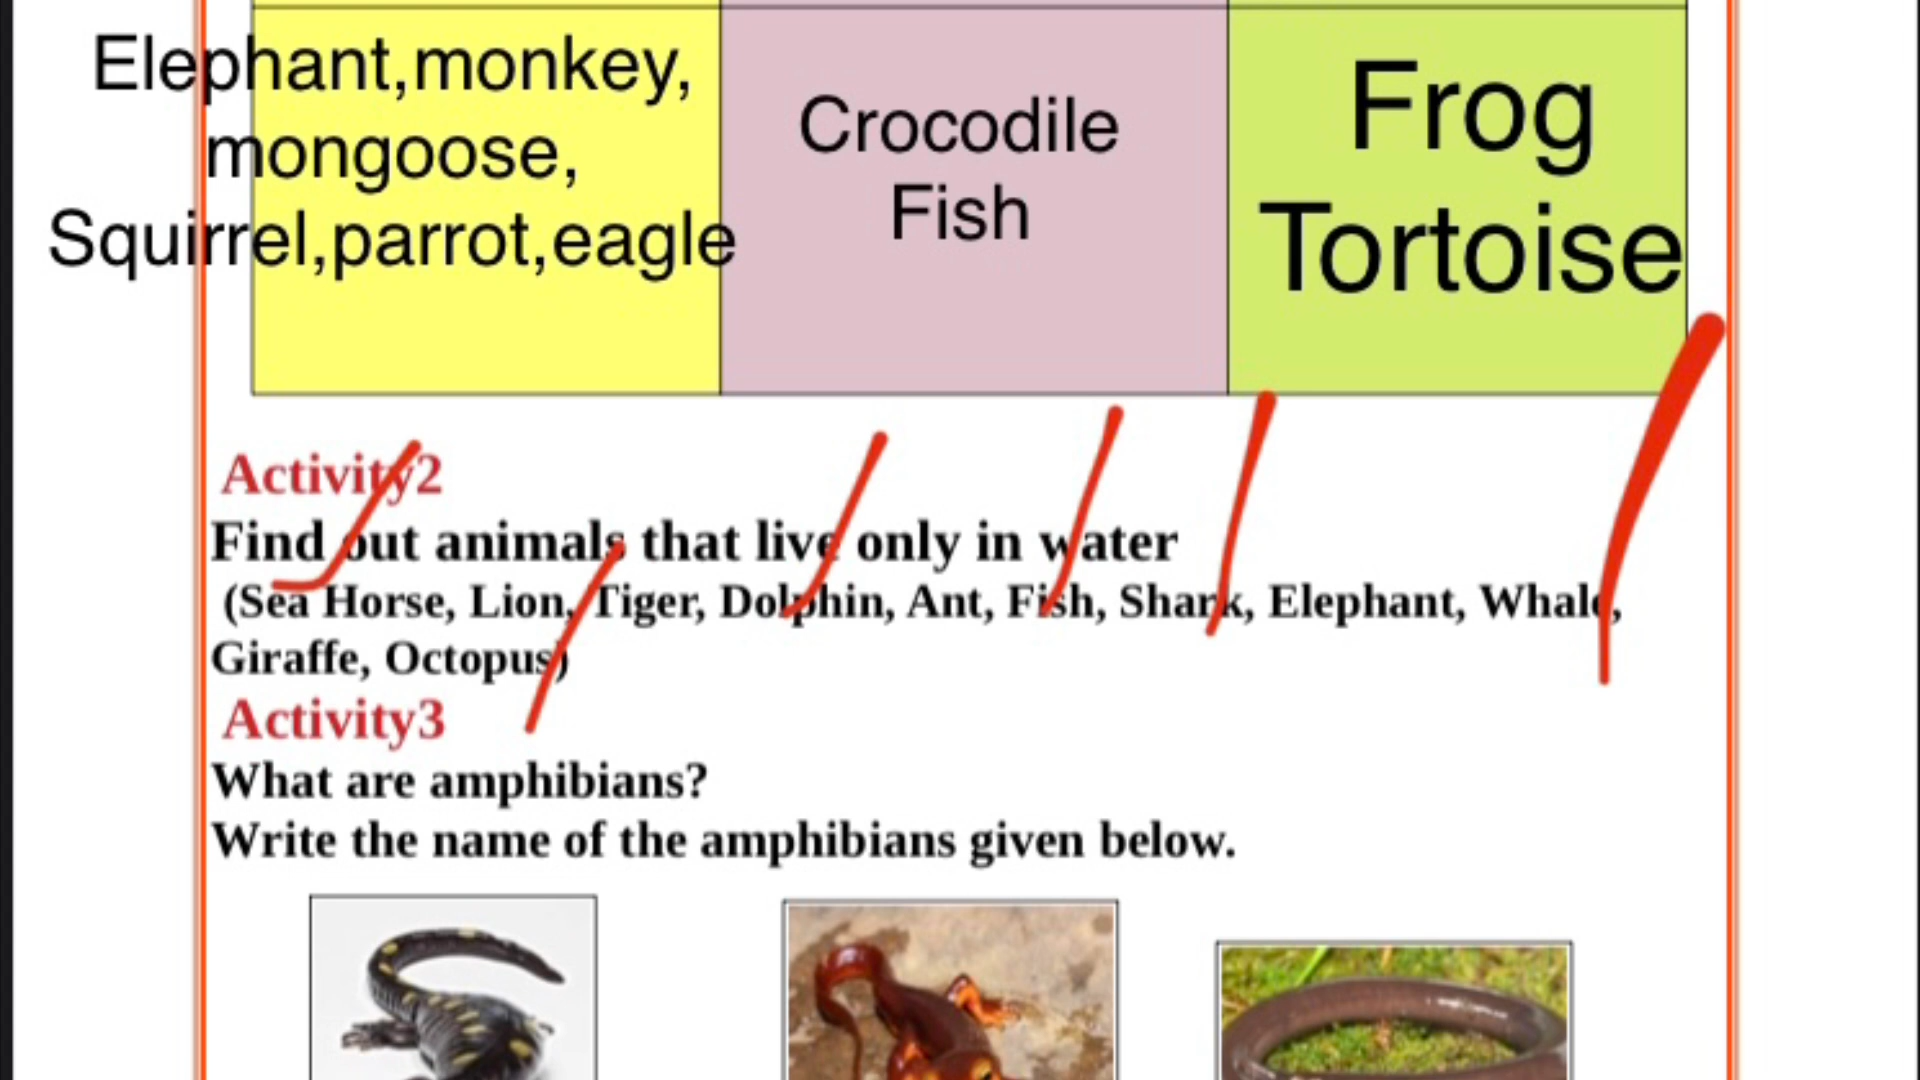 Elephant,monkey,
mongoose,
Squirrel,parrot,eagle
Crocodile
Fish
Frog
Tortoise
Activity2
Find out animals that live only in water
(Sea Horse, Lion, Tiger, Dolphin, Ant, Fish, Shark, Elephant, Whale,
Giraffe, Octopus)
Activity3
What are amphibians?
Write the name of the amphibians given below.